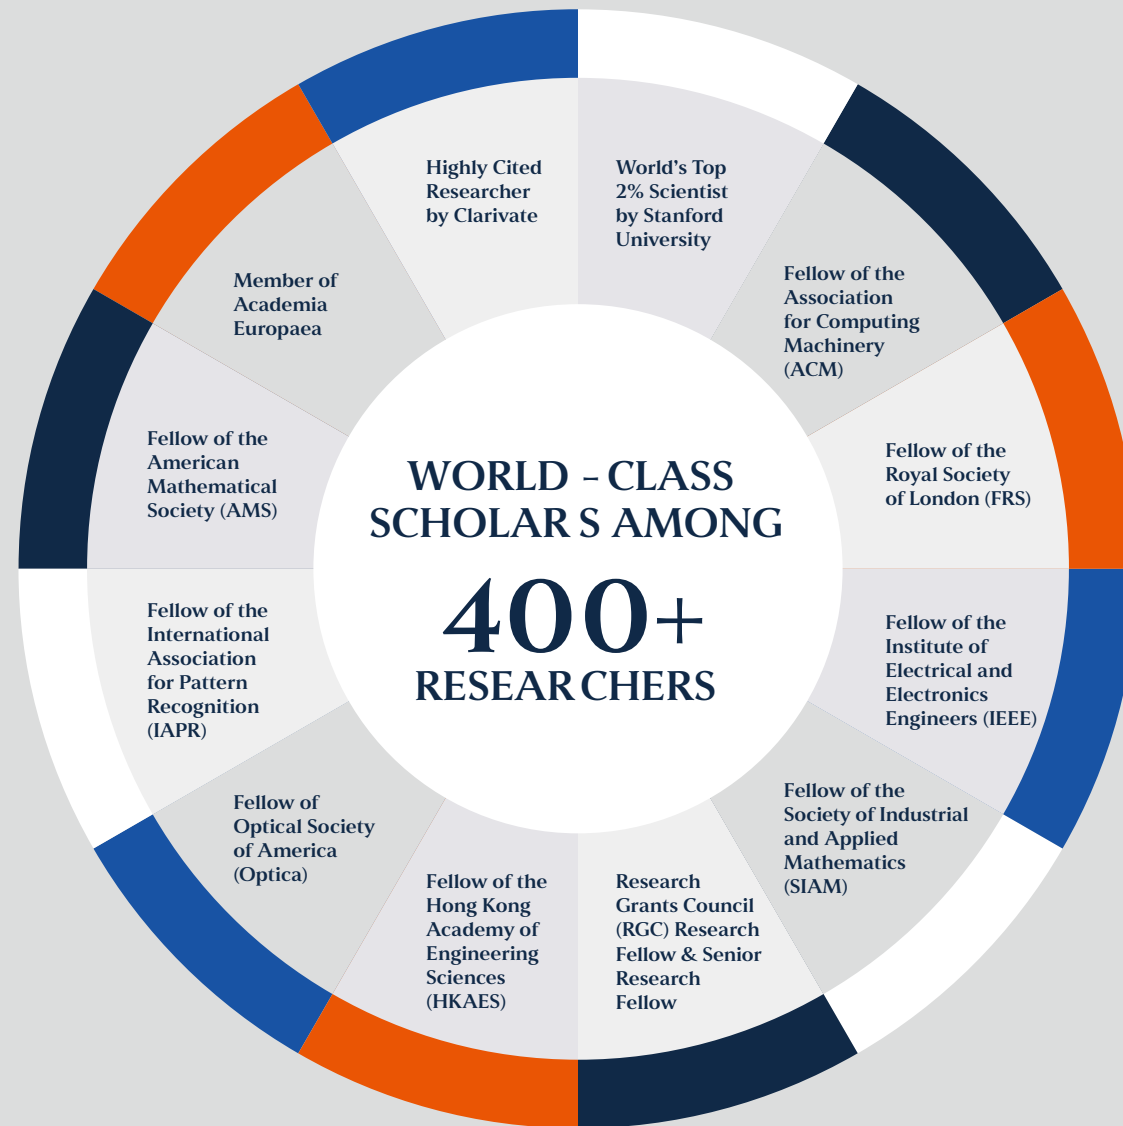 Highly Cited
Researcher
by Clarivate
World's Top
2% Scientist
by Stanford
University
Member of
Academia
Europaea
Fellow of the
Association
for Computing
Machinery
(ACM)
Fellow of the
American
Mathematical
Society (AMS)
WORLD – CLASS
SCHOLAR S AMONG
400+
RESEAR CHERS
Fellow of the
Royal Society
of London (FRS)
Fellow of the
International
Association
for Pattern
Recognition
(IAPR)
Fellow of the
Institute of
Electrical and
Electronics
Engineers (IEEE)
Fellow of
Optical Society
of America
(Optica)
Fellow of the
Society of Industrial
and Applied
Mathematics
(SIAM)
Fellow of the
Hong Kong
Academy of
Engineering
Sciences
(HKAES)
Research
Grants Council
(RGC) Research
Fellow & Senior
Research
Fellow